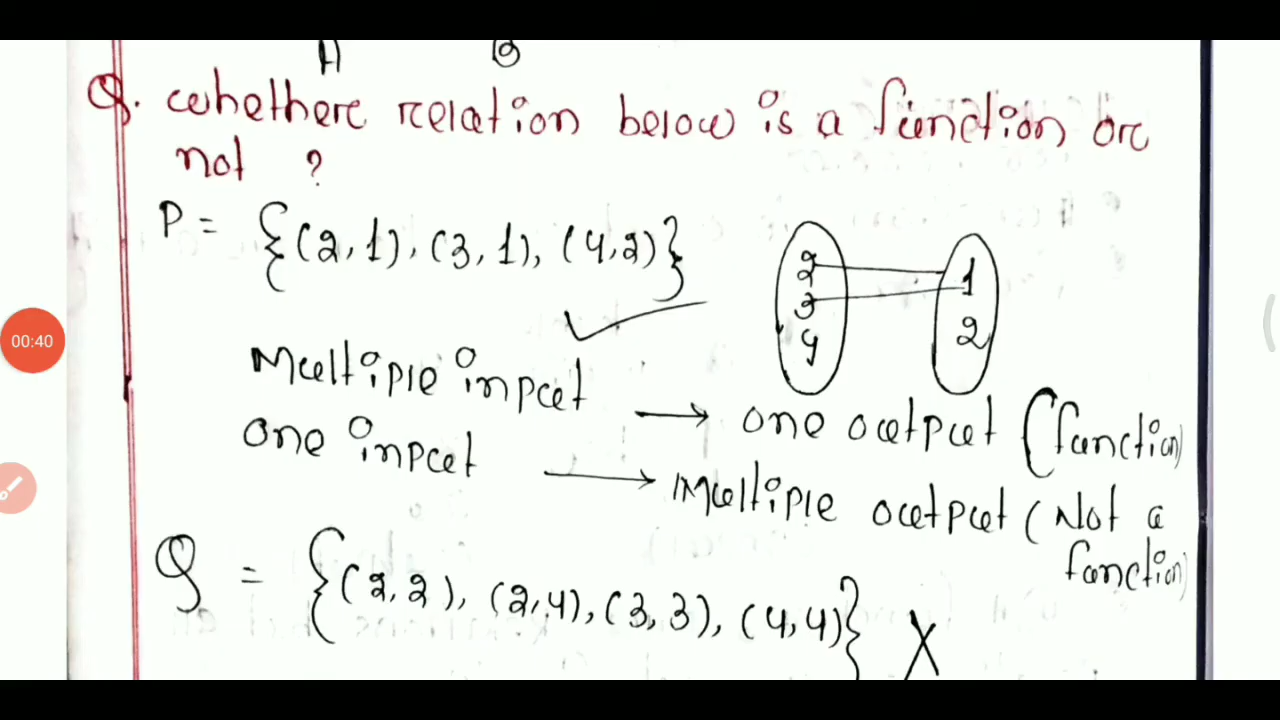 A B
Q. whether relation below is a function or
not ?
P = {(2,1), (3,1), (4,2)}
2 1
3 2
4
Multiple input → one output (function)
one input → Multiple output (Not a
function)
Q = {(2,2), (2,4), (3,3), (4,4)} X
00:40